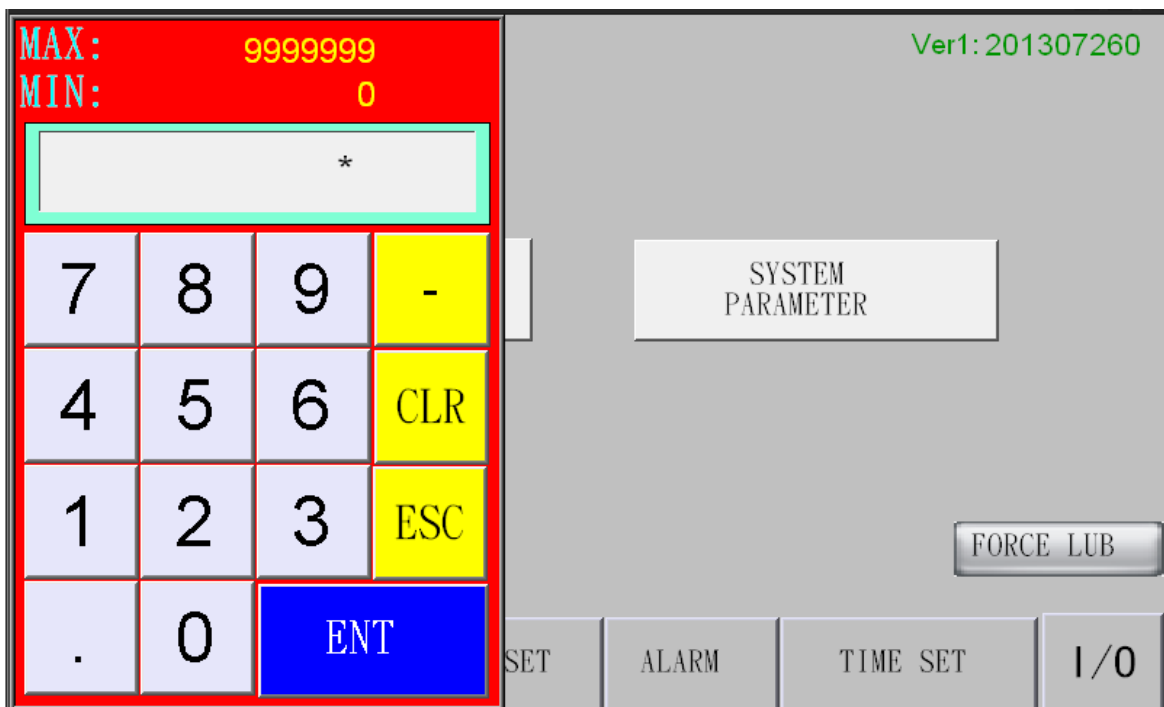 MAX: 9999999
MIN: 0
*
7 8 9 -
4 5 6 CLR
1 2 3 ESC
. 0 ENT
Ver1:201307260
SYSTEM
PARAMETER
FORCE LUB
SET
ALARM
TIME SET
I/O